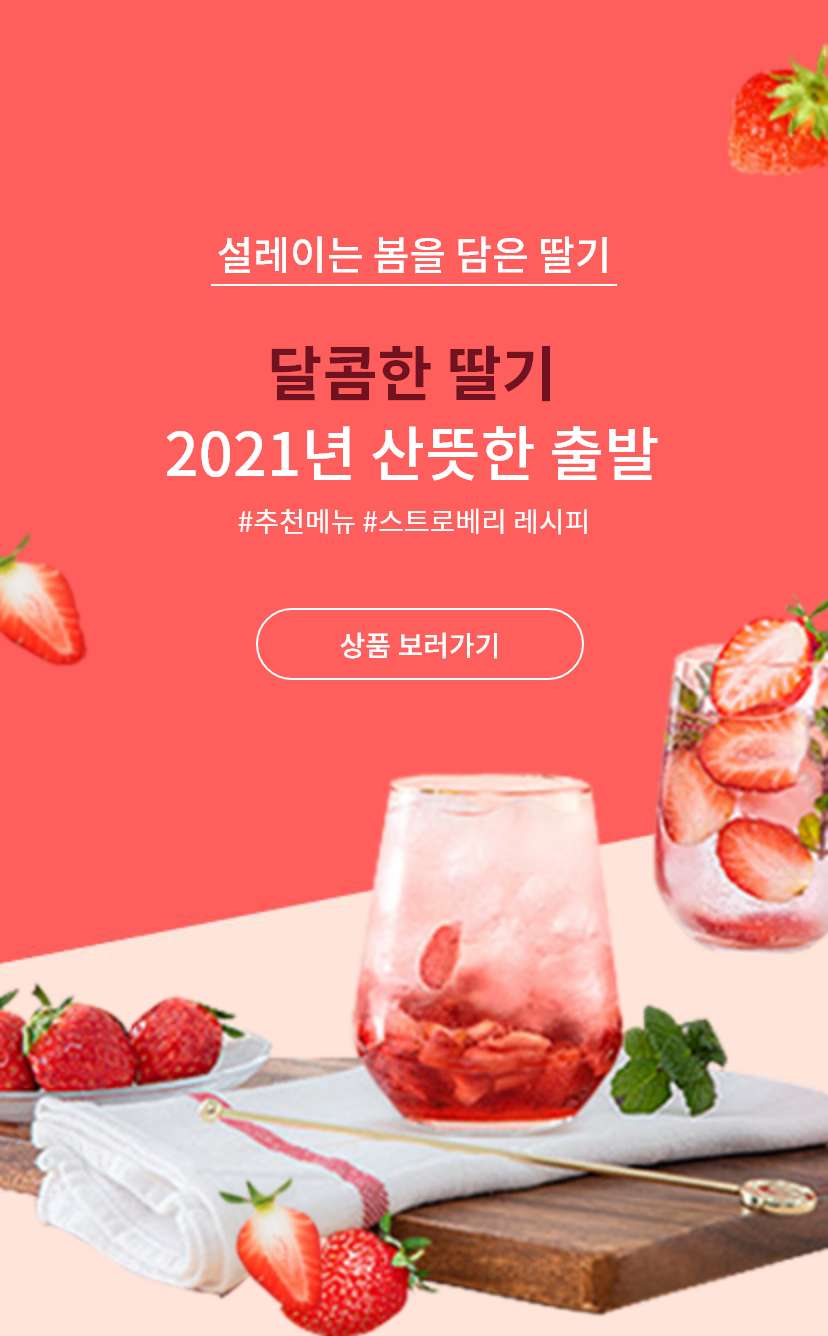 설레이는 봄을 담은 딸기
달콤한 딸기
2021년 산뜻한 출발
#추천메뉴 #스트로베리 레시피
상품 보러가기